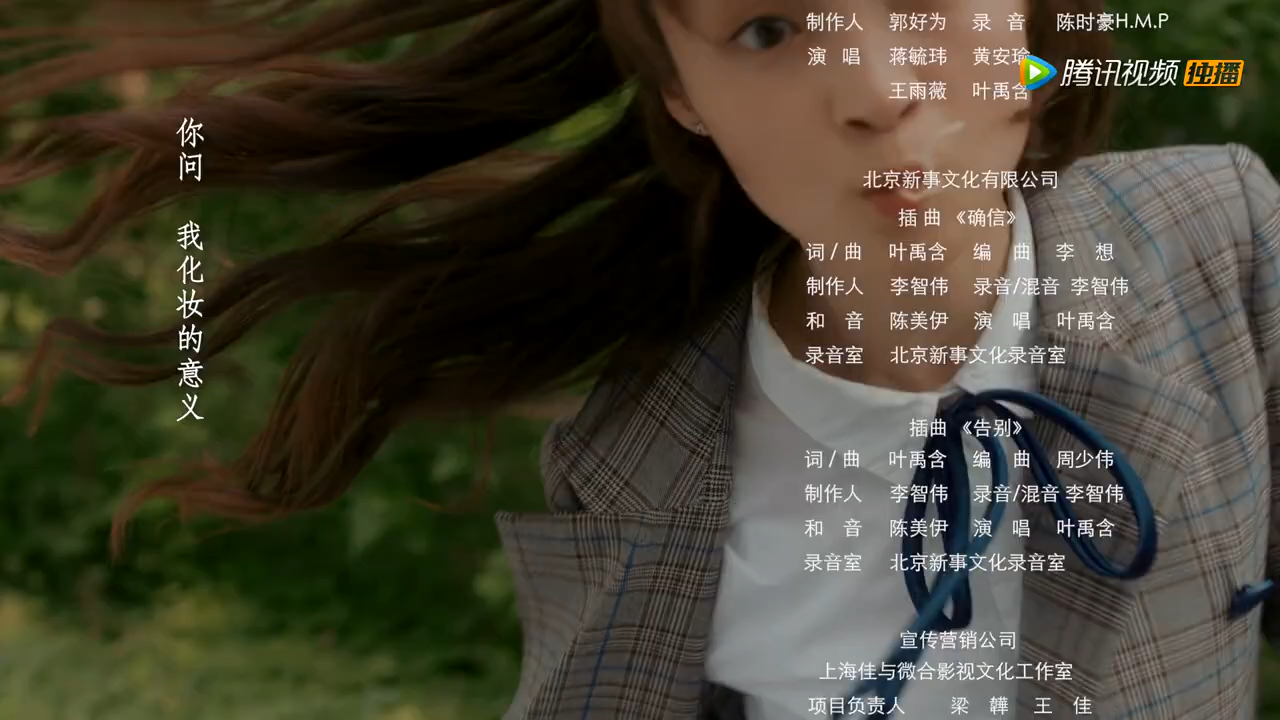 制作人 郭好为 录 音 陈时豪H.M.P
演 唱 蒋毓玮 黄安瑜
王雨薇 叶禹含
腾讯视频 独播
你问 我化妆的意义
北京新事文化有限公司
插 曲 《确信》
词 / 曲 叶禹含 编 曲 李 想
制作人 李智伟 录音/混音 李智伟
和 音 陈美伊 演 唱 叶禹含
录音室 北京新事文化录音室
插曲 《告别》
词 / 曲 叶禹含 编 曲 周少伟
制作人 李智伟 录音/混音 李智伟
和 音 陈美伊 演 唱 叶禹含
录音室 北京新事文化录音室
宣传营销公司
上海佳与微合影视文化工作室
项目负责人 梁 韡 王 佳